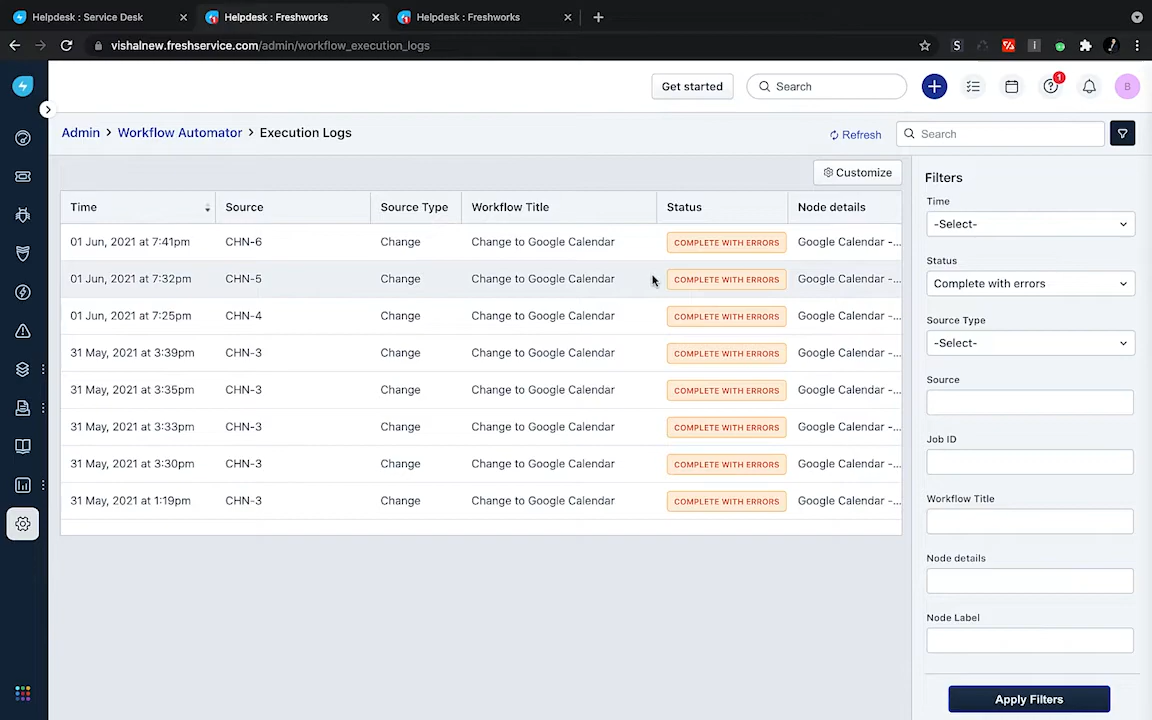 Helpdesk : Service Desk
Helpdesk : Freshworks
Helpdesk : Freshworks
vishalnew.freshservice.com/admin/workflow_execution_logs
S
Get started
Search
1
B
Admin > Workflow Automator > Execution Logs
Refresh
Search
Customize
Time Source Source Type Workflow Title Status Node details
01 Jun, 2021 at 7:41pm CHN-6 Change Change to Google Calendar COMPLETE WITH ERRORS Google Calendar -...
01 Jun, 2021 at 7:32pm CHN-5 Change Change to Google Calendar COMPLETE WITH ERRORS Google Calendar -...
01 Jun, 2021 at 7:25pm CHN-4 Change Change to Google Calendar COMPLETE WITH ERRORS Google Calendar -...
31 May, 2021 at 3:39pm CHN-3 Change Change to Google Calendar COMPLETE WITH ERRORS Google Calendar -...
31 May, 2021 at 3:35pm CHN-3 Change Change to Google Calendar COMPLETE WITH ERRORS Google Calendar -...
31 May, 2021 at 3:33pm CHN-3 Change Change to Google Calendar COMPLETE WITH ERRORS Google Calendar -...
31 May, 2021 at 3:30pm CHN-3 Change Change to Google Calendar COMPLETE WITH ERRORS Google Calendar -...
31 May, 2021 at 1:19pm CHN-3 Change Change to Google Calendar COMPLETE WITH ERRORS Google Calendar -...
Filters
Time
-Select-
Status
Complete with errors
Source Type
-Select-
Source
Job ID
Workflow Title
Node details
Node Label
Apply Filters